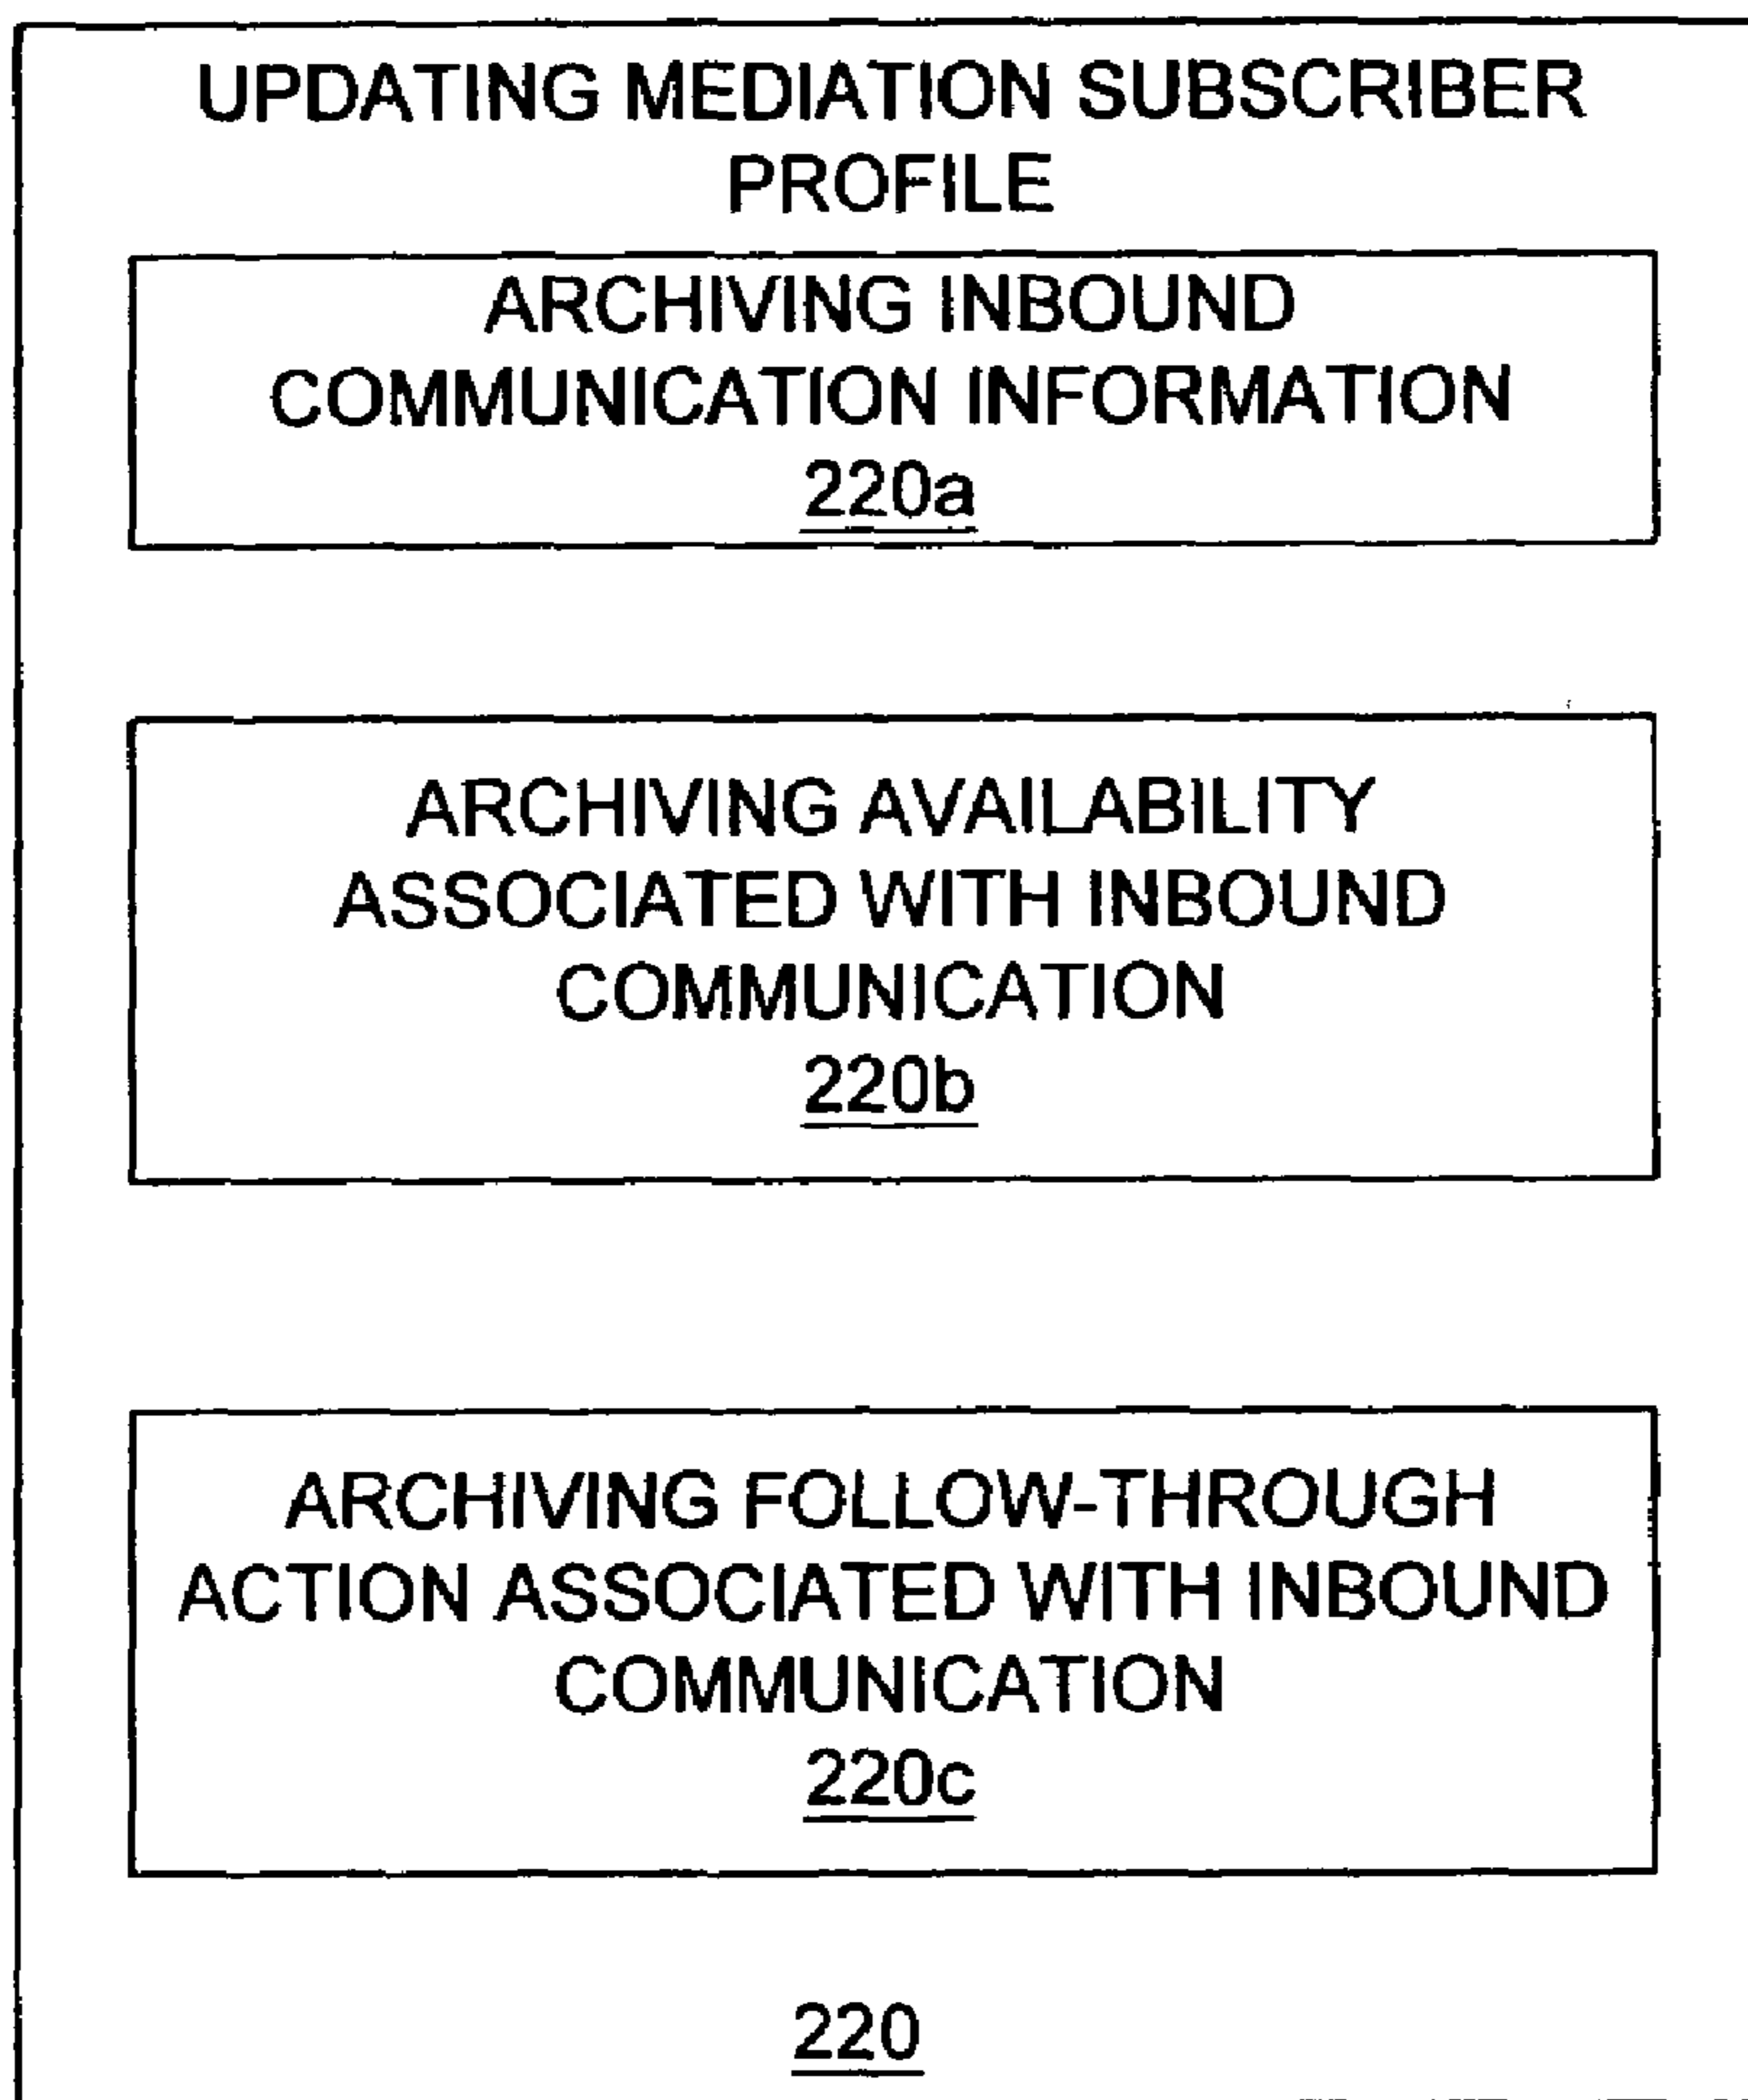 UPDATING MEDIATION SUBSCRIBER
PROFILE
ARCHIVING INBOUND
COMMUNICATION INFORMATION
220a
ARCHIVING AVAILABILITY
ASSOCIATED WITH INBOUND
COMMUNICATION
220b
ARCHIVING FOLLOW-THROUGH
ACTION ASSOCIATED WITH INBOUND
COMMUNICATION
220c
220